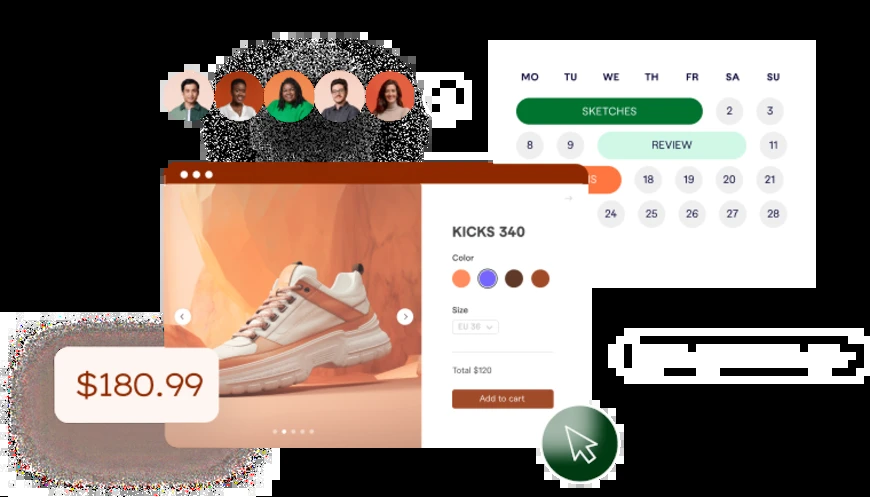 MO TU WE TH FR SA SU
SKETCHES 2 3
8 9 REVIEW 11
S 18 19 20 21
24 25 26 27 28
KICKS 340
Color
Size
EU 36
Total $120
Add to cart
$180.99